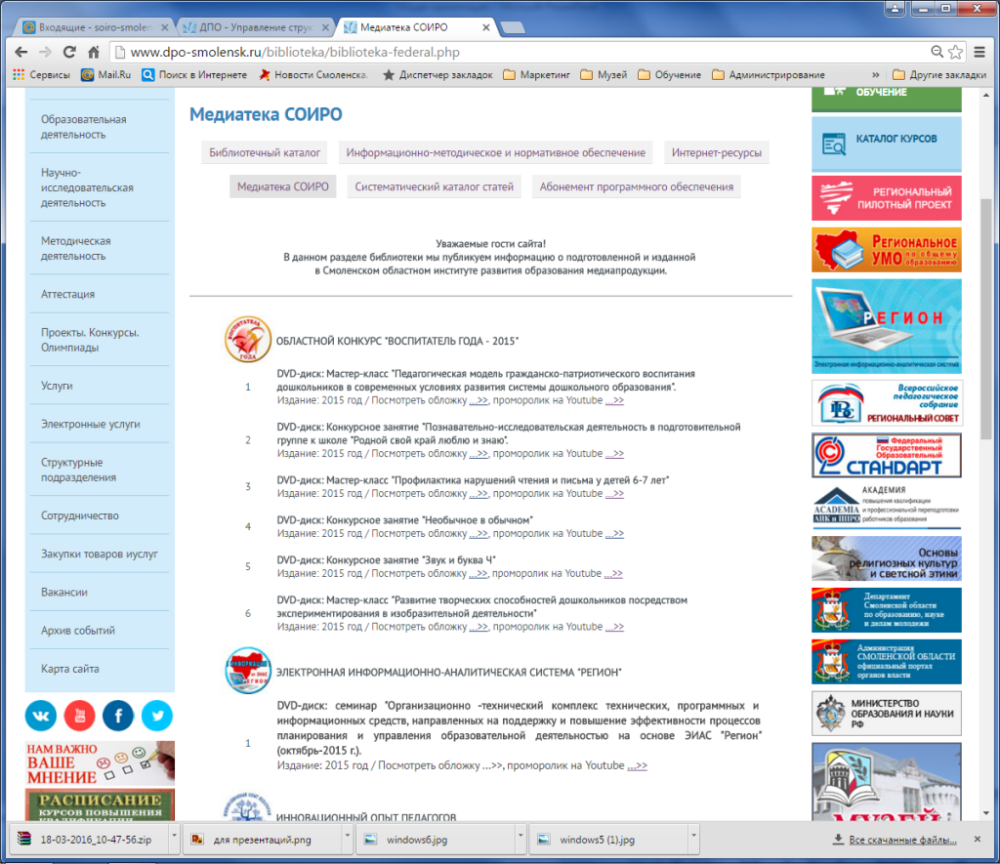 Входящие - soiro-smolen
ДПО - Управление струк
Медиатека СОИРО
www.dpo-smolensk.ru/biblioteka/biblioteka-federal.php
Сервисы
Mail.Ru
Поиск в Интернете
Новости Смоленска.
Диспетчер закладок
Маркетинг
Музей
Обучение
Администрирование
»
Другие закладки
Образовательная
деятельность
Научно-
исследовательская
деятельность
Методическая
деятельность
Аттестация
Проекты. Конкурсы.
Олимпиады
Услуги
Электронные услуги
Структурные
подразделения
Сотрудничество
Закупки товаров иуслуг
Вакансии
Архив событий
Карта сайта
НАМ ВАЖНО
ВАШЕ
МНЕНИЕ
РАСПИСАНИЕ
КУРСОВ ПОВЫШЕНИЯ
КВАЛИФИКАЦИИ
Медиатека СОИРО
Библиотечный каталог
Информационно-методическое и нормативное обеспечение
Интернет-ресурсы
Медиатека СОИРО
Систематический каталог статей
Абонемент программного обеспечения
Уважаемые гости сайта!
В данном разделе библиотеки мы публикуем информацию о подготовленной и изданной
в Смоленском областном институте развития образования медиапродукции.
ВОСПИТАТЕЛЬ
ГОДА
ОБЛАСТНОЙ КОНКУРС "ВОСПИТАТЕЛЬ ГОДА - 2015"
1
DVD-диск: Мастер-класс "Педагогическая модель гражданско-патриотического воспитания
дошкольников в современных условиях развития системы дошкольного образования".
Издание: 2015 год / Посмотреть обложку ...>>, проморолик на Youtube ...>>
2
DVD-диск: Конкурсное занятие "Познавательно-исследовательская деятельность в подготовительной
группе к школе "Родной свой край люблю и знаю".
Издание: 2015 год / Посмотреть обложку ...>>, проморолик на Youtube ...>>
3
DVD-диск: Мастер-класс "Профилактика нарушений чтения и письма у детей 6-7 лет"
Издание: 2015 год / Посмотреть обложку ...>>, проморолик на Youtube ...>>
4
DVD-диск: Конкурсное занятие "Необычное в обычном"
Издание: 2015 год / Посмотреть обложку ...>>, проморолик на Youtube ...>>
5
DVD-диск: Конкурсное занятие "Звук и буква Ч"
Издание: 2015 год / Посмотреть обложку ...>>, проморолик на Youtube ...>>
6
DVD-диск: Мастер-класс "Развитие творческих способностей дошкольников посредством
экспериментирования в изобразительной деятельности"
Издание: 2015 год / Посмотреть обложку ...>>, проморолик на Youtube ...>>
ЭЛЕКТРОННАЯ ИНФОРМАЦИОННО-АНАЛИТИЧЕСКАЯ СИСТЕМА "РЕГИОН"
1
DVD-диск: семинар "Организационно -технический комплекс технических, программных и
информационных средств, направленных на поддержку и повышение эффективности процессов
планирования и управления образовательной деятельностью на основе ЭИАС "Регион"
(октябрь-2015 г.).
Издание: 2015 год / Посмотреть обложку ...>>, проморолик на Youtube ...>>
ИННОВАЦИОННЫЙ ОПЫТ ПЕДАГОГОВ
ОБУЧЕНИЕ
КАТАЛОГ КУРСОВ
РЕГИОНАЛЬНЫЙ
ПИЛОТНЫЙ ПРОЕКТ
Региональное
УМО по общему
образованию
РЕГИОН
Электронная информационно-аналитическая система
Всероссийское
педагогическое
собрание
РЕГИОНАЛЬНЫЙ СОВЕТ
Федеральный
Государственный
Образовательный
СТАНДАРТ
АКАДЕМИЯ
повышения квалификации
и профессиональной переподготовки
работников образования
ACADEMIA
АПК и ППРО
Основы
религиозных культур
и светской этики
Департамент
Смоленской области
по образованию, науке
и делам молодежи
Администрация
СМОЛЕНСКОЙ ОБЛАСТИ
официальный портал
органов власти
МИНИСТЕРСТВО
ОБРАЗОВАНИЯ И НАУКИ
РФ
МУЗЕЙ
18-03-2016_10-47-56.zip
для презентаций.png
windows6.jpg
windows5 (1).jpg
Все скачанные файлы...